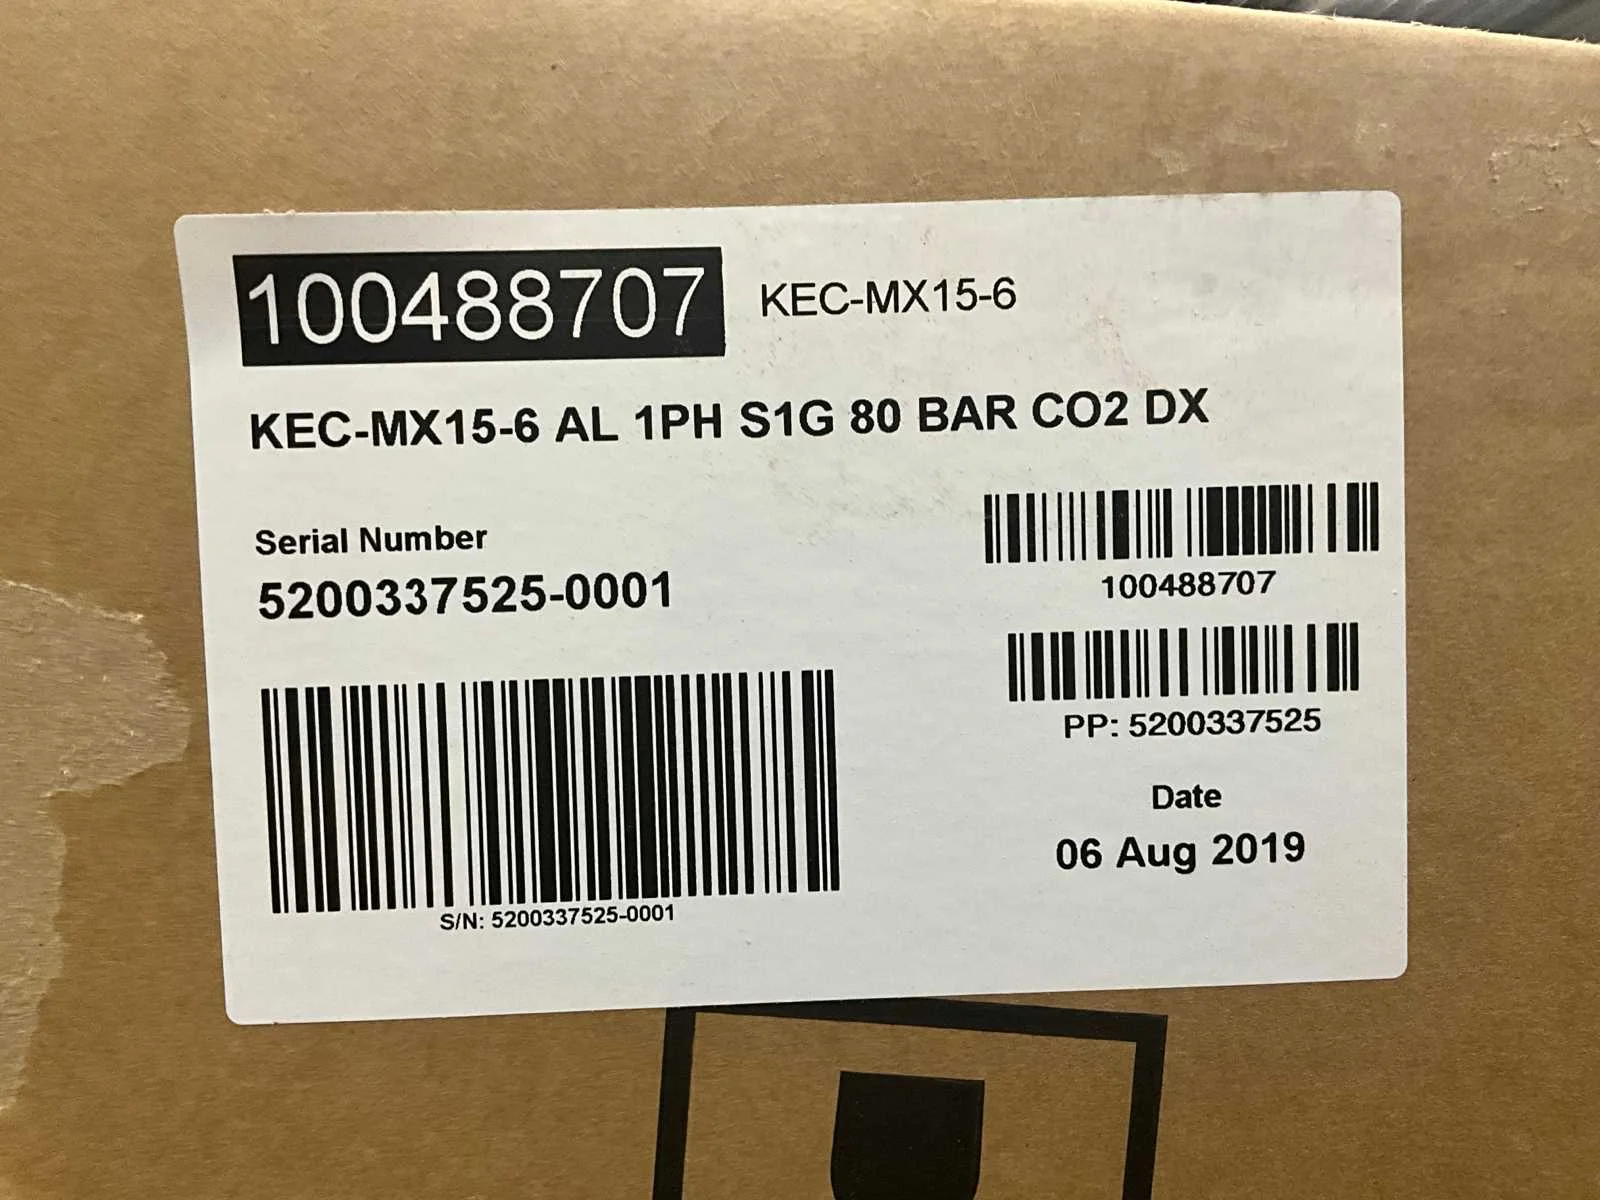 100488707 KEC-MX15-6
KEC-MX15-6 AL 1PH S1G 80 BAR CO2 DX
Serial Number
5200337525-0001
100488707
PP: 5200337525
S/N: 5200337525-0001
Date
06 Aug 2019